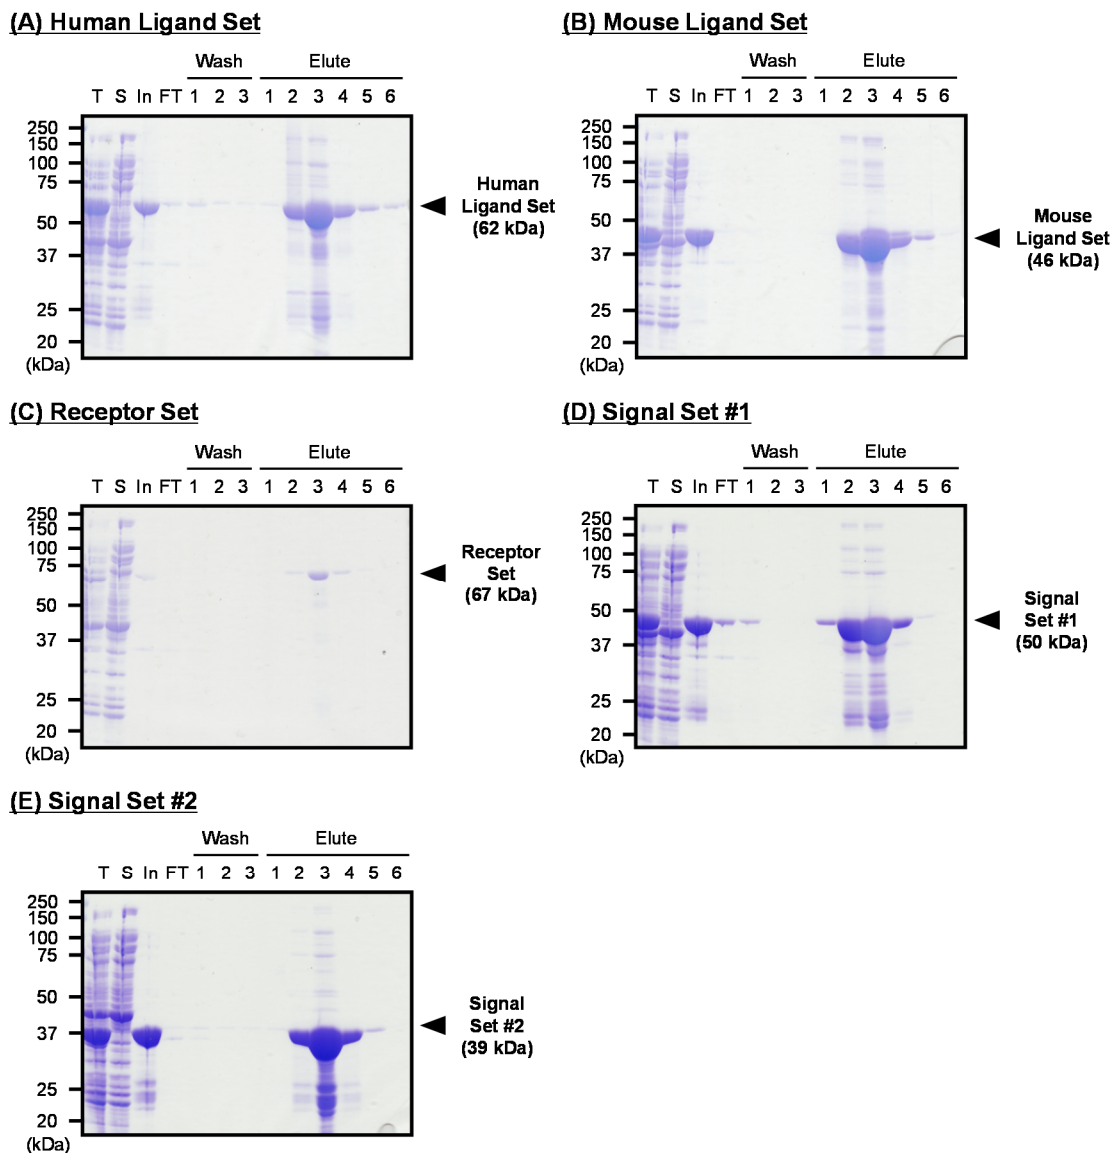 (A) Human Ligand Set
Wash Elute
T S In FT 1 2 3 1 2 3 4 5 6
250
150
100
75
50
37
25
20
(kDa)
Human
Ligand Set
(62 kDa)
(B) Mouse Ligand Set
Wash Elute
T S In FT 1 2 3 1 2 3 4 5 6
250
150
100
75
50
37
25
20
(kDa)
Mouse
Ligand Set
(46 kDa)
(C) Receptor Set
Wash Elute
T S In FT 1 2 3 1 2 3 4 5 6
250
150
100
75
50
37
25
20
(kDa)
Receptor
Set
(67 kDa)
(D) Signal Set #1
Wash Elute
T S In FT 1 2 3 1 2 3 4 5 6
250
150
100
75
50
37
25
20
(kDa)
Signal
Set #1
(50 kDa)
(E) Signal Set #2
Wash Elute
T S In FT 1 2 3 1 2 3 4 5 6
250
150
100
75
50
37
25
20
(kDa)
Signal
Set #2
(39 kDa)